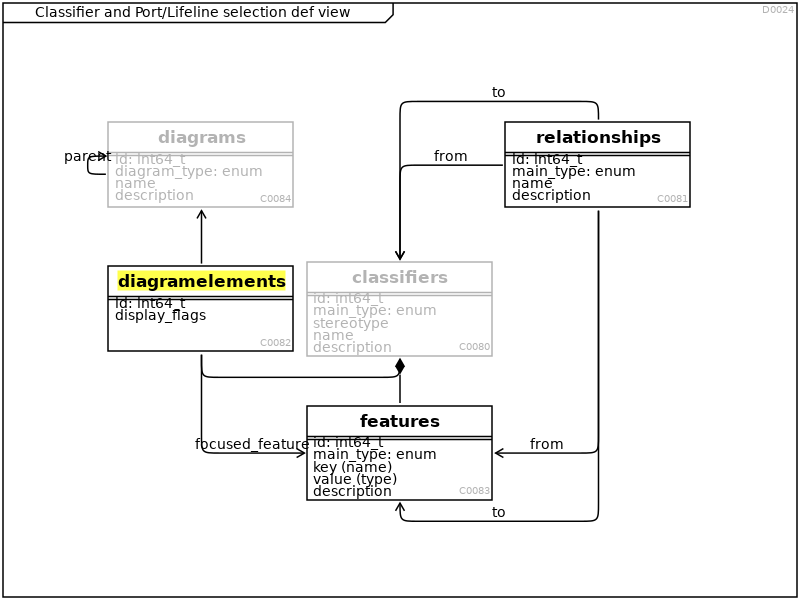 Classifier and Port/Lifeline selection def view
D0024
to
diagrams
relationships
parent
id: int64_t
diagram_type: enum
name
description
C0084
from
id: int64_t
main_type: enum
name
description
C0081
diagramelements
id: int64_t
display_flags
C0082
classifiers
id: int64_t
main_type: enum
stereotype
name
description
C0080
features
focused_feature
id: int64_t
main_type: enum
key (name)
value (type)
description
C0083
from
to